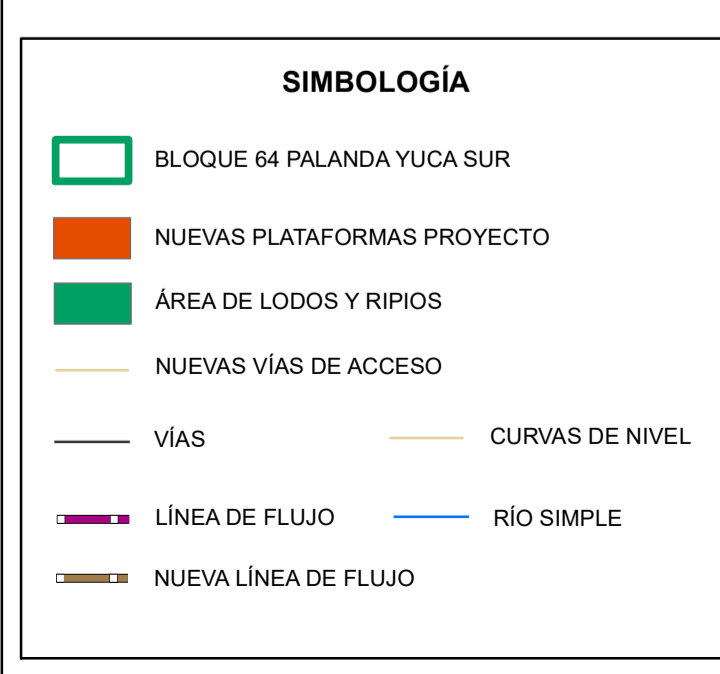 SIMBOLOGÍA
BLOQUE 64 PALANDA YUCA SUR
NUEVAS PLATAFORMAS PROYECTO
ÁREA DE LODOS Y RIPIOS
NUEVAS VÍAS DE ACCESO
VÍAS
CURVAS DE NIVEL
LÍNEA DE FLUJO
RÍO SIMPLE
NUEVA LÍNEA DE FLUJO